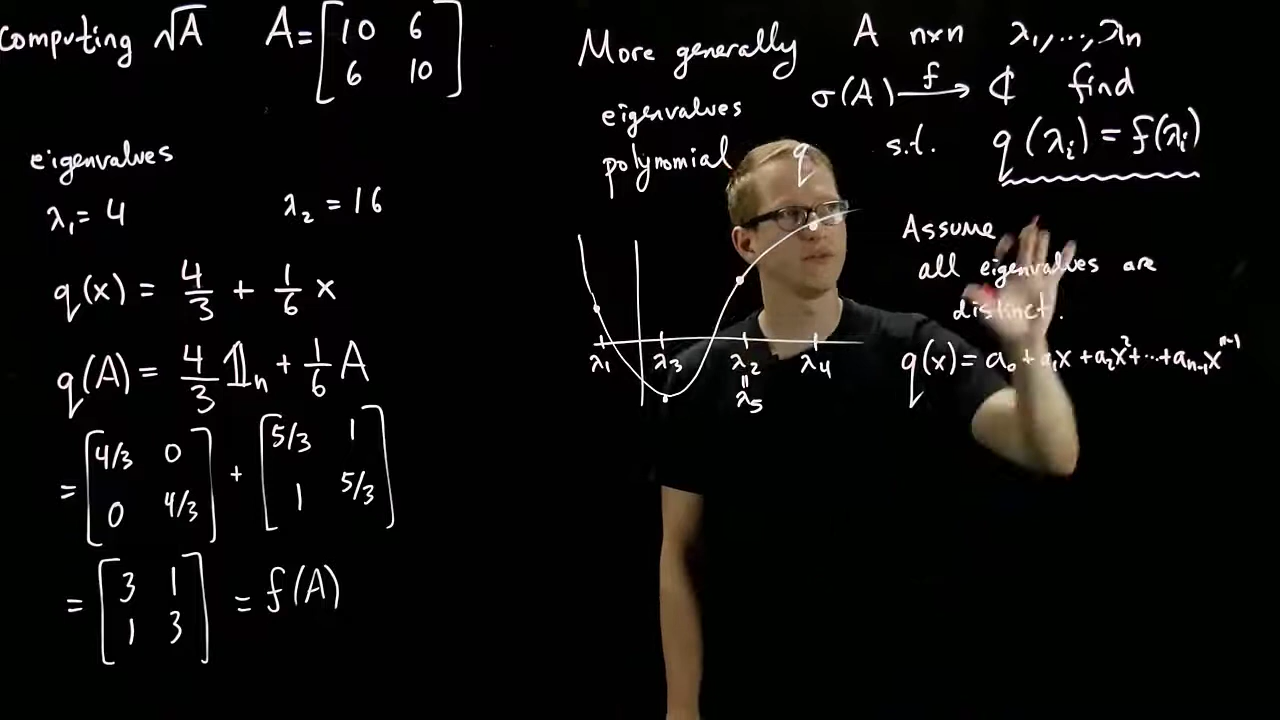 computing √A A = [10 6
6 10]
eigenvalues
λ₁ = 4 λ₂ = 16
q(x) = 4/3 + 1/6 x
q(A) = 4/3 𝟙ₙ + 1/6 A
= [4/3 0
0 4/3] + [5/3 1
1 5/3]
= [3 1
1 3] = f(A)
More generally A n×n λ₁,...,λₙ
eigenvalues σ(A) —f→ ℂ find
polynomial q s.t. q(λᵢ) = f(λᵢ)
λ₁ λ₃ λ₂ λ₄
=
λ₅
Assume
all eigenvalues are
distinct.
q(x) = a₀ + a₁x + a₂x² + ... + aₙ₋₁xⁿ⁻¹